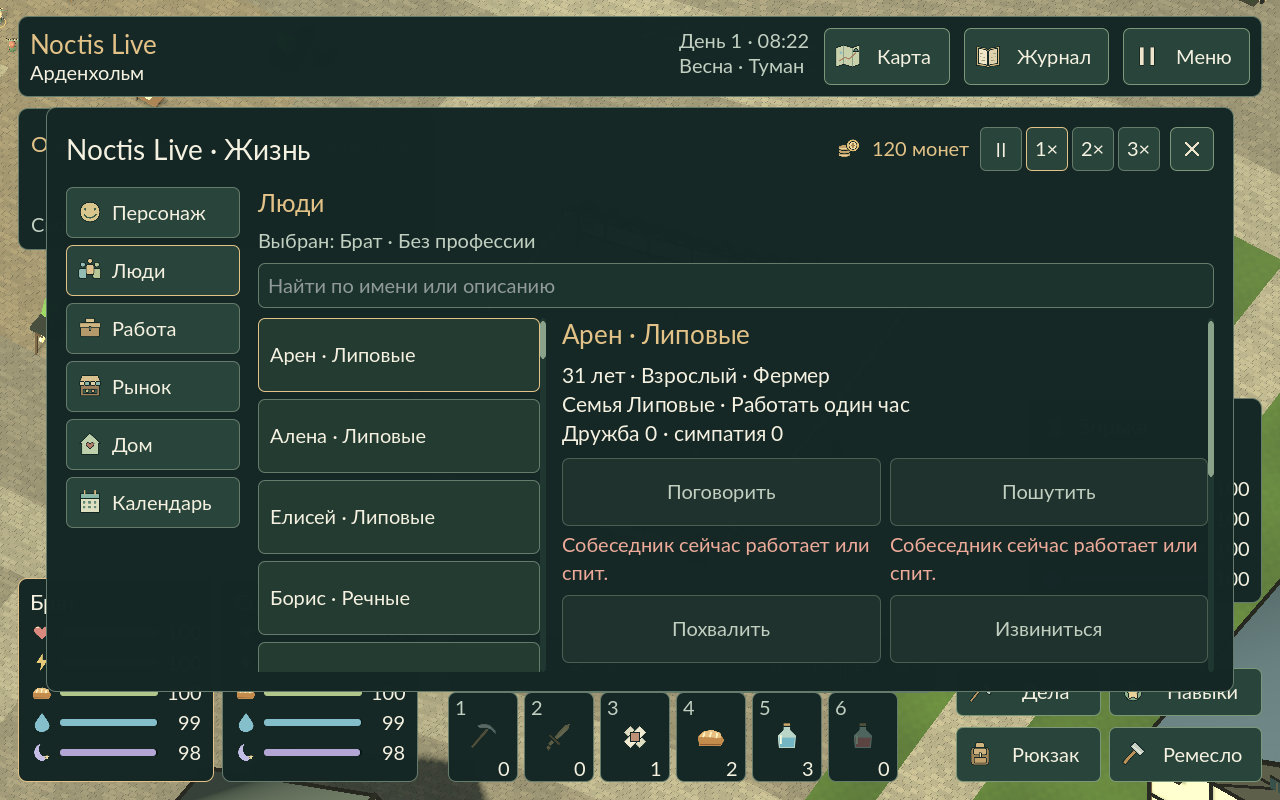 Noctis Live
Арденхольм
День 1 · 08:22
Весна · Туман
Карта
Журнал
Меню
Noctis Live · Жизнь
120 монет
1×
2×
3×
Персонаж
Люди
Работа
Рынок
Дом
Календарь
Люди
Выбран: Брат · Без профессии
Найти по имени или описанию
Арен · Липовые
Алена · Липовые
Елисей · Липовые
Борис · Речные
Арен · Липовые
31 лет · Взрослый · Фермер
Семья Липовые · Работать один час
Дружба 0 · симпатия 0
Поговорить
Пошутить
Собеседник сейчас работает или спит.
Собеседник сейчас работает или спит.
Похвалить
Извиниться
100
99
98
100
99
98
1
0
2
0
3
1
4
2
5
3
6
0
Дела
Навыки
Рюкзак
Ремесло